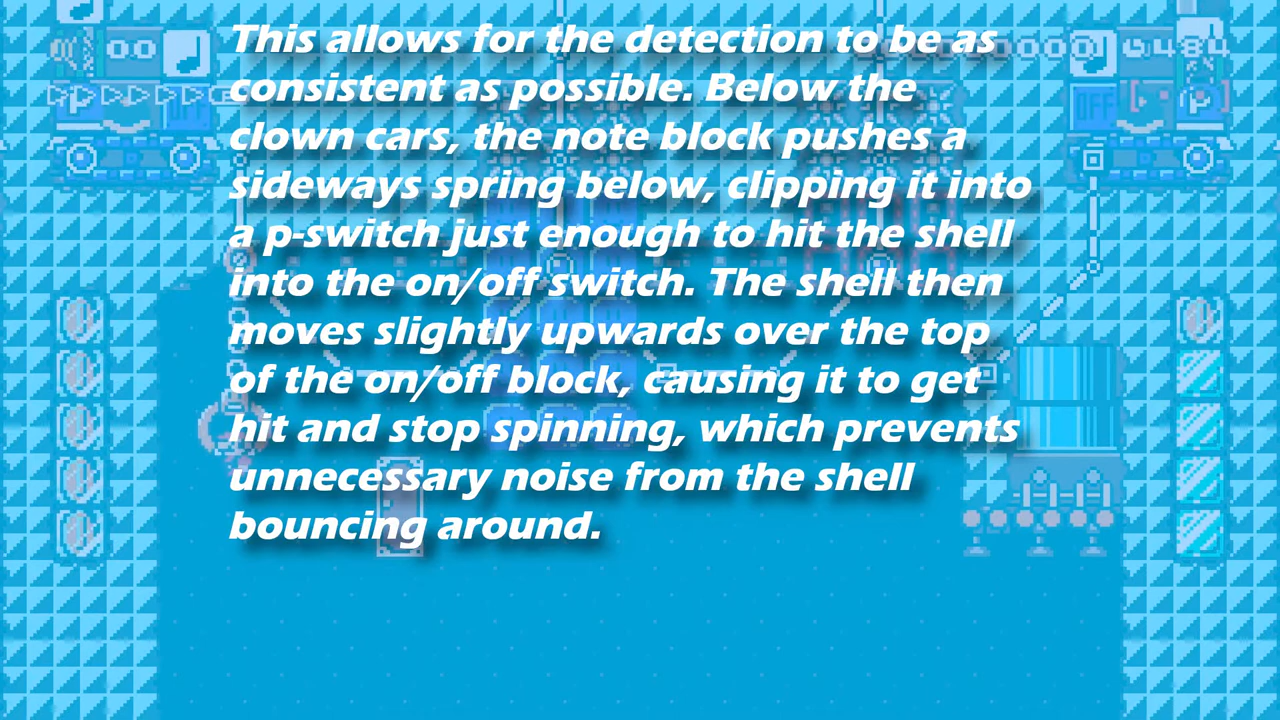 This allows for the detection to be as
consistent as possible. Below the
clown cars, the note block pushes a
sideways spring below, clipping it into
a p-switch just enough to hit the shell
into the on/off switch. The shell then
moves slightly upwards over the top
of the on/off block, causing it to get
hit and stop spinning, which prevents
unnecessary noise from the shell
bouncing around.